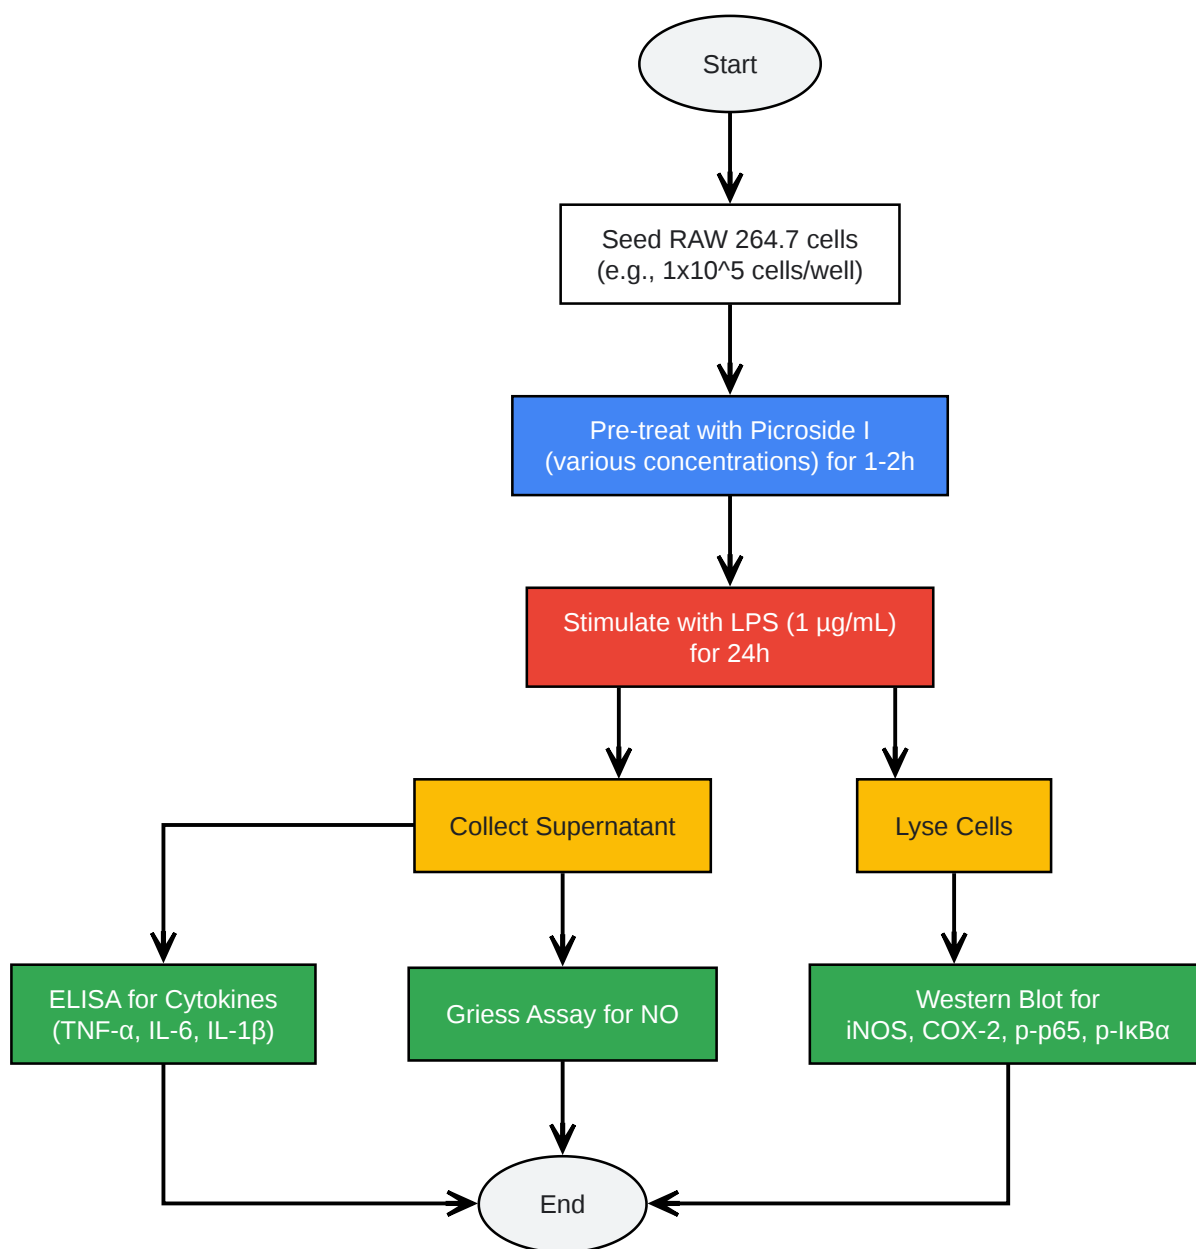 Start
Seed RAW 264.7 cells
(e.g., 1x10^5 cells/well)
Pre-treat with Picroside I
(various concentrations) for 1-2h
Stimulate with LPS (1 µg/mL)
for 24h
Collect Supernatant
Lyse Cells
ELISA for Cytokines
(TNF-α, IL-6, IL-1β)
Griess Assay for NO
Western Blot for
iNOS, COX-2, p-p65, p-IκBα
End